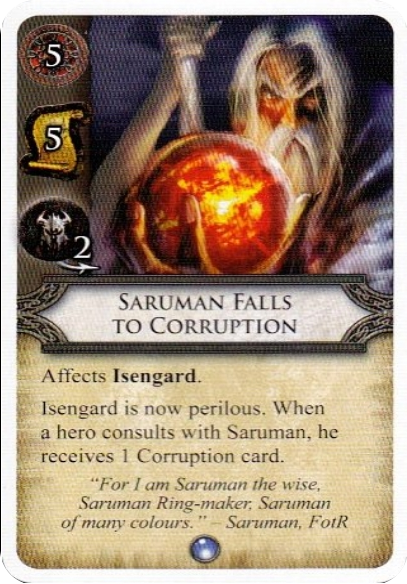 5
5
2
SARUMAN FALLS
TO CORRUPTION
Affects Isengard.
Isengard is now perilous. When
a hero consults with Saruman, he
receives 1 Corruption card.
“For I am Saruman the wise,
Saruman Ring-maker, Saruman
of many colours.” – Saruman, FotR